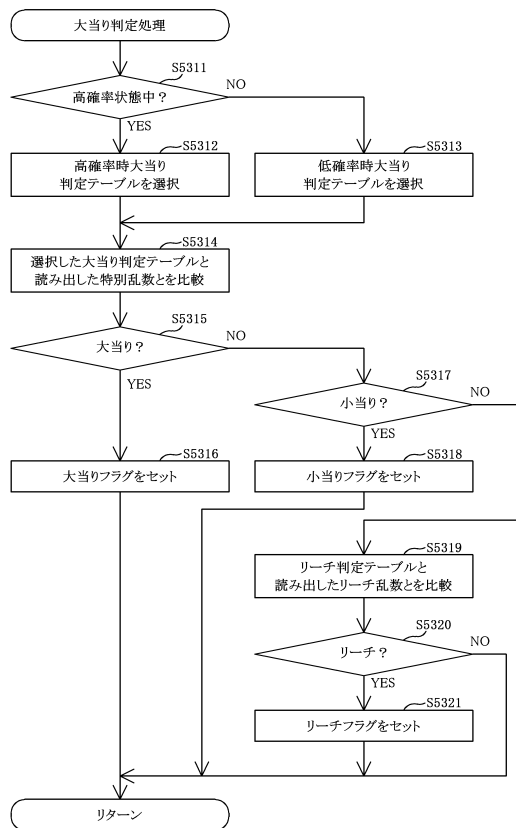 大当り判定処理
S5311
高確率状態中？
NO
YES
S5312
高確率時大当り
判定テーブルを選択
S5313
低確率時大当り
判定テーブルを選択
S5314
選択した大当り判定テーブルと
読み出した特別乱数とを比較
S5315
大当り？
NO
YES
S5317
小当り？
NO
YES
S5316
大当りフラグをセット
S5318
小当りフラグをセット
S5319
リーチ判定テーブルと
読み出したリーチ乱数とを比較
S5320
リーチ？
NO
YES
S5321
リーチフラグをセット
リターン